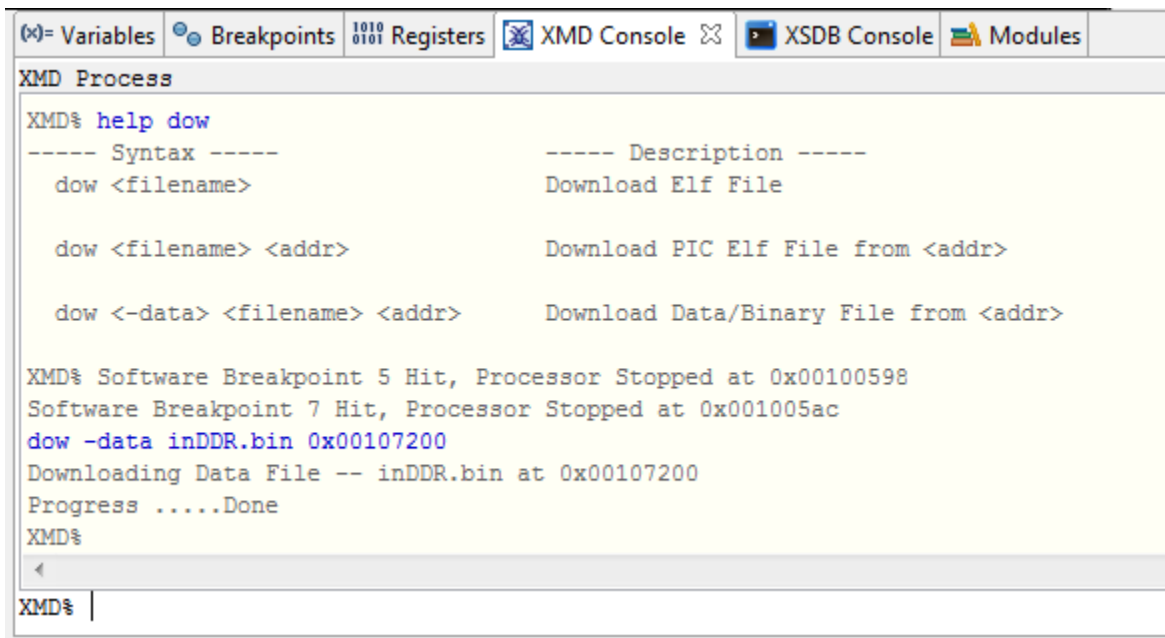 (x)= Variables Breakpoints 1010 0101 Registers XMD Console XSDB Console Modules
XMD Process
XMD% help dow
----- Syntax ----- ----- Description -----
dow <filename> Download Elf File
dow <filename> <addr> Download PIC Elf File from <addr>
dow <-data> <filename> <addr> Download Data/Binary File from <addr>
XMD% Software Breakpoint 5 Hit, Processor Stopped at 0x00100598
Software Breakpoint 7 Hit, Processor Stopped at 0x001005ac
dow -data inDDR.bin 0x00107200
Downloading Data File -- inDDR.bin at 0x00107200
Progress .....Done
XMD%
XMD%